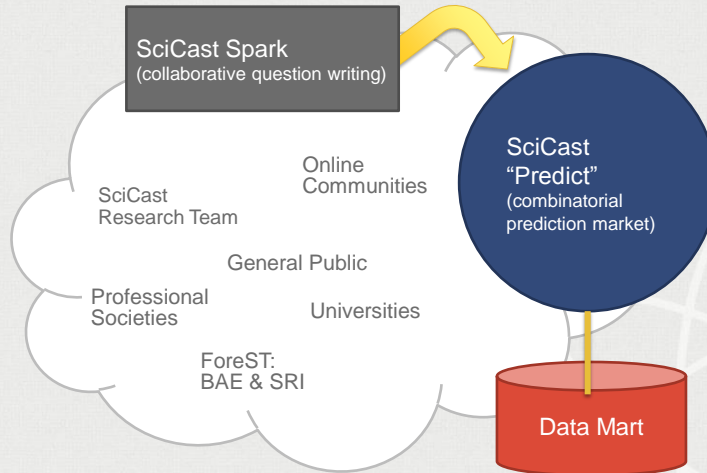 SciCast Spark
(collaborative question writing)
SciCast
“Predict”
(combinatorial
prediction market)
Online
Communities
SciCast
Research Team
General Public
Professional
Societies
Universities
ForeST:
BAE & SRI
Data Mart